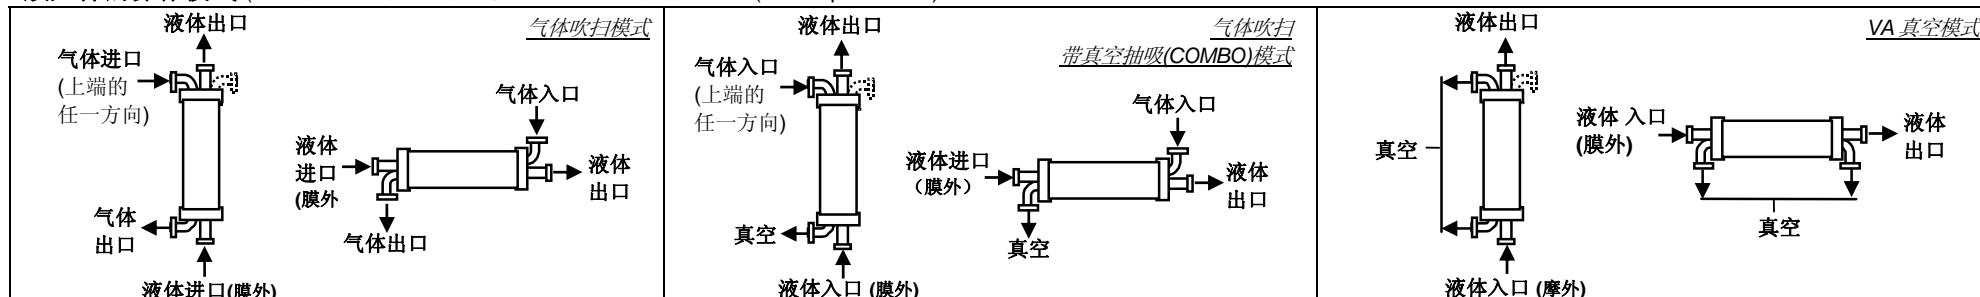 液体出口
气体吹扫模式
气体进口
(上端的
任一方向)
气体入口
液体
进口
(膜外
液体
出口
气体
出口
气体出口
液体进口(膜外)
液体出口
气体吹扫
带真空抽吸(COMBO)模式
气体入口
(上端的
任一方向)
气体入口
液体进口
(膜外)
液体
出口
真空
真空
液体入口 (膜外)
液体出口
VA 真空模式
真空
液体 入口
(膜外)
液体
出口
真空
液体入口 (摩外)